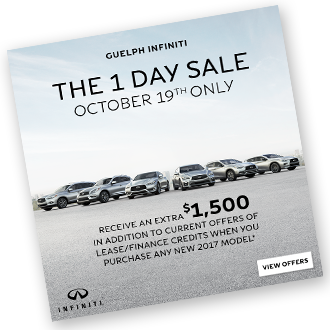 GUELPH INFINITI
THE 1 DAY SALE
OCTOBER 19TH ONLY
RECEIVE AN EXTRA $1,500
IN ADDITION TO CURRENT OFFERS OF
LEASE/FINANCE CREDITS WHEN YOU
PURCHASE ANY NEW 2017 MODEL*
VIEW OFFERS
INFINITI